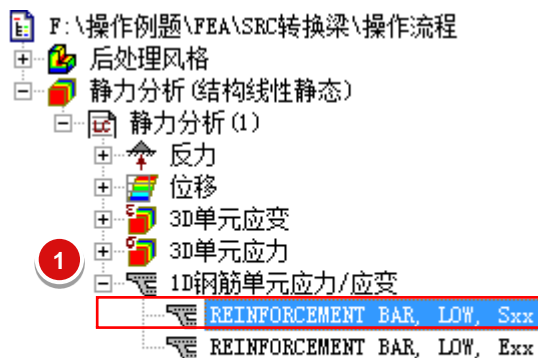 F:\操作例题\FEA\SRC转换梁\操作流程
后处理风格
静力分析(结构线性静态)
静力分析(1)
反力
位移
3D单元应变
3D单元应力
1
1D钢筋单元应力/应变
REINFORCEMENT BAR, LOW, Sxx
REINFORCEMENT BAR, LOW, Exx